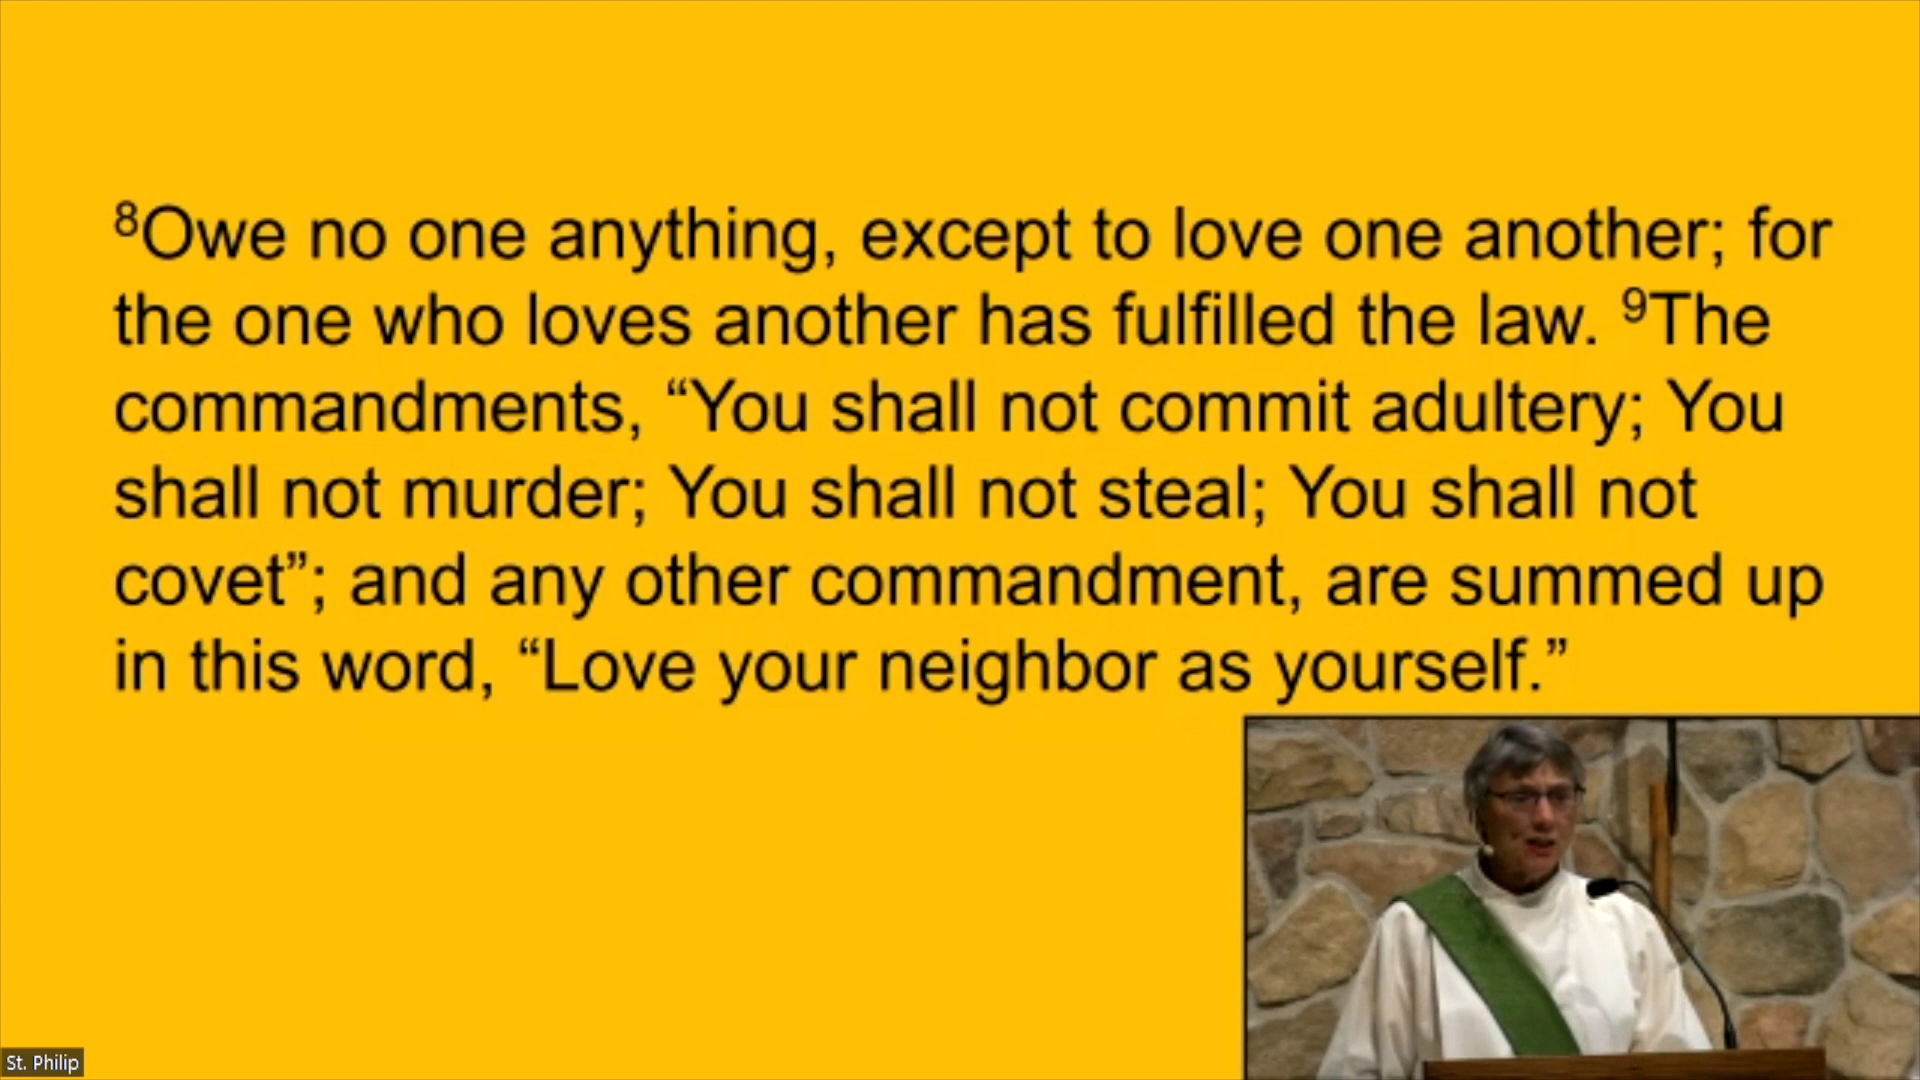 ⁸Owe no one anything, except to love one another; for
the one who loves another has fulfilled the law. ⁹The
commandments, “You shall not commit adultery; You
shall not murder; You shall not steal; You shall not
covet”; and any other commandment, are summed up
in this word, “Love your neighbor as yourself.”
St. Philip